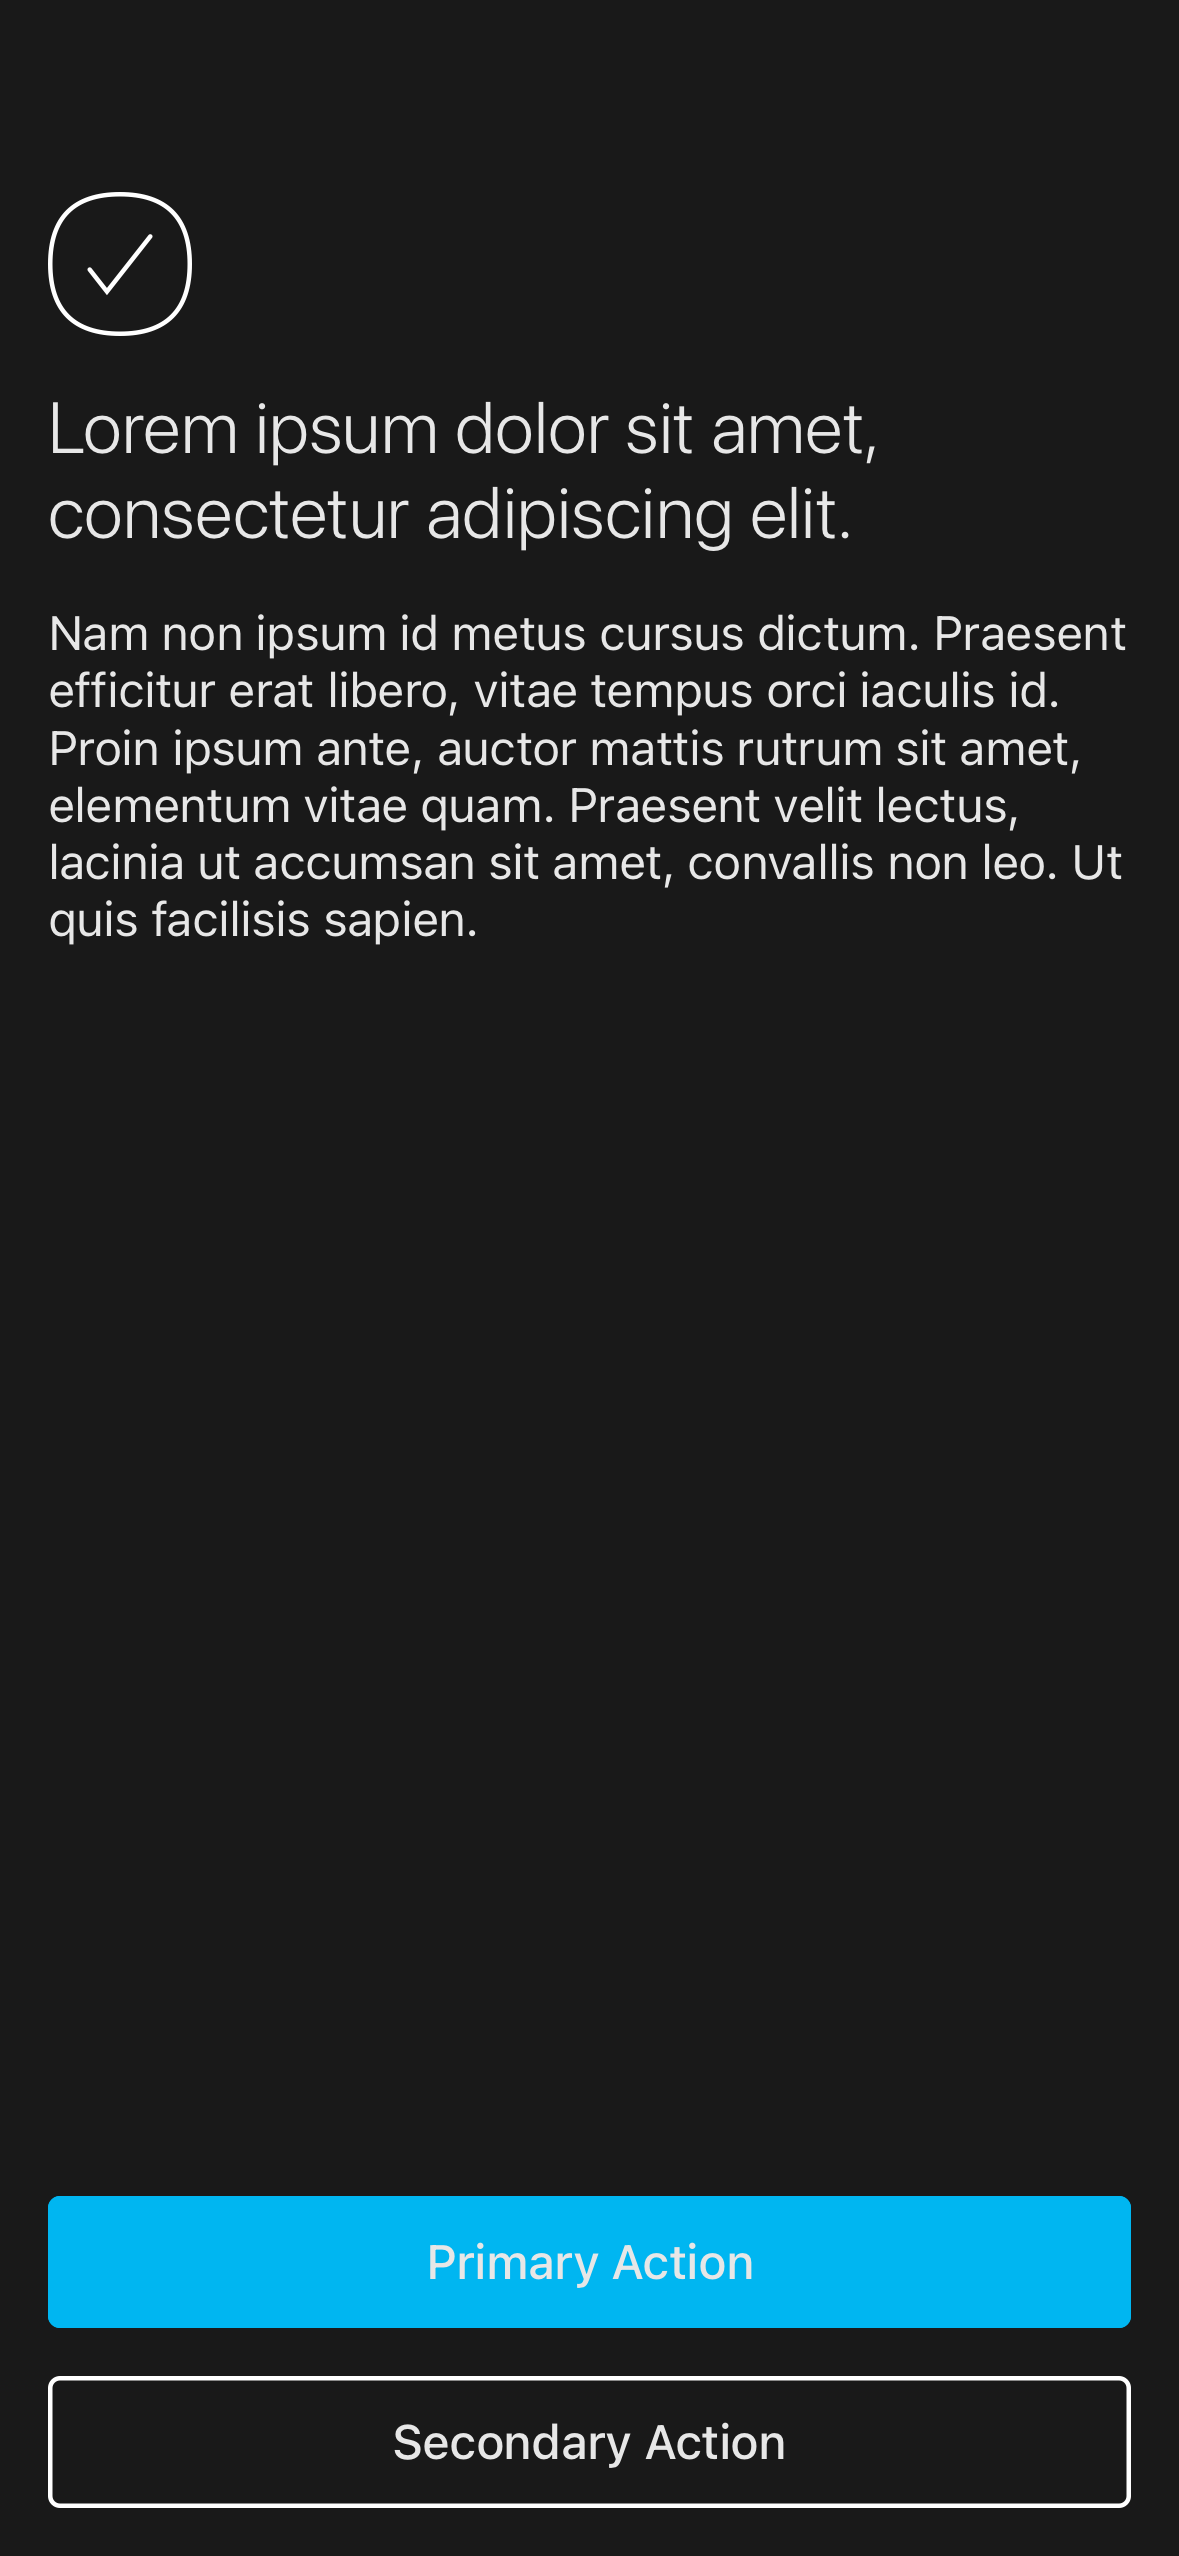 Lorem ipsum dolor sit amet,
consectetur adipiscing elit.
Nam non ipsum id metus cursus dictum. Praesent
efficitur erat libero, vitae tempus orci iaculis id.
Proin ipsum ante, auctor mattis rutrum sit amet,
elementum vitae quam. Praesent velit lectus,
lacinia ut accumsan sit amet, convallis non leo. Ut
quis facilisis sapien.
Primary Action
Secondary Action